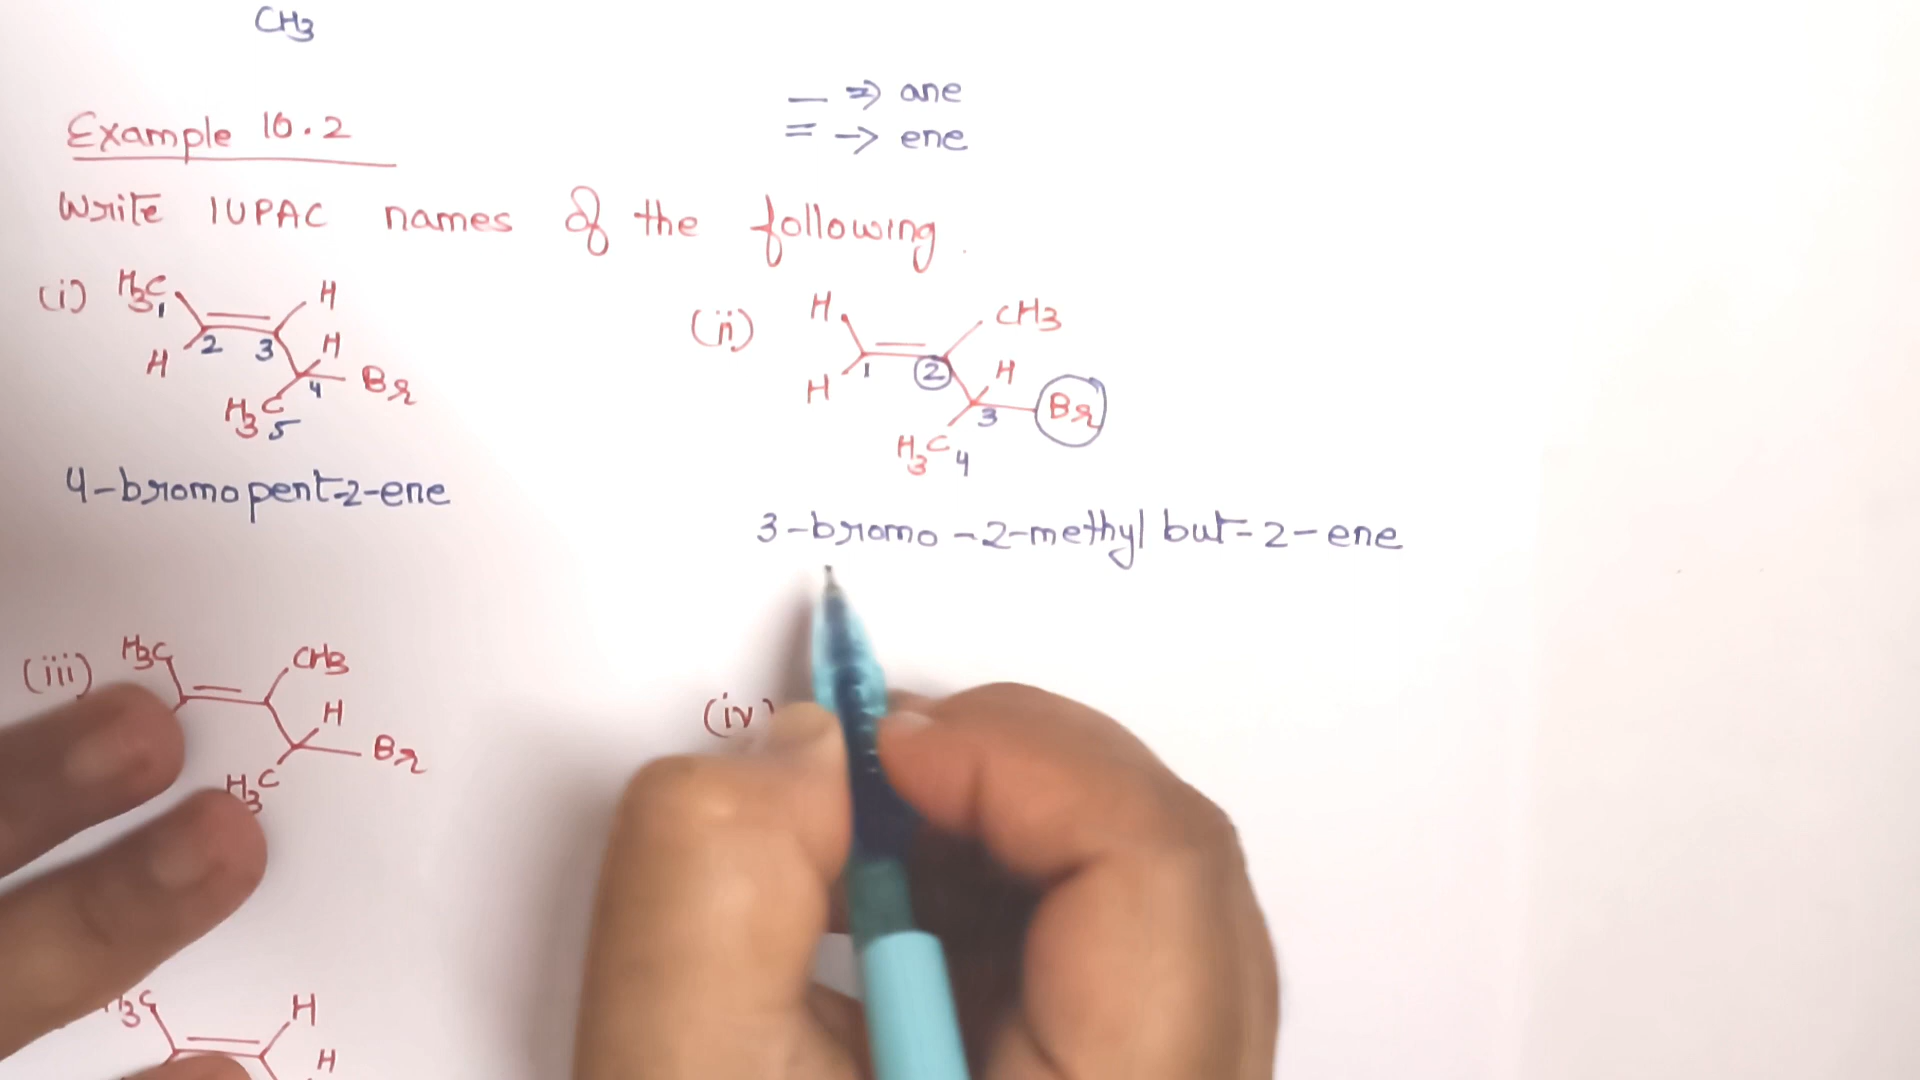 CH3
— ⇒ ane
= → ene
Example 10.2
Write IUPAC names of the following.
(i) H3C 1 2 3 H H 4 Br H H3C 5
(ii) H H 1 2 CH3 H 3 Br H3C 4
4-bromopent-2-ene
3-bromo-2-methyl but-2-ene
(iii) H3C CH3 H Br H3C
(iv)
H3C H H